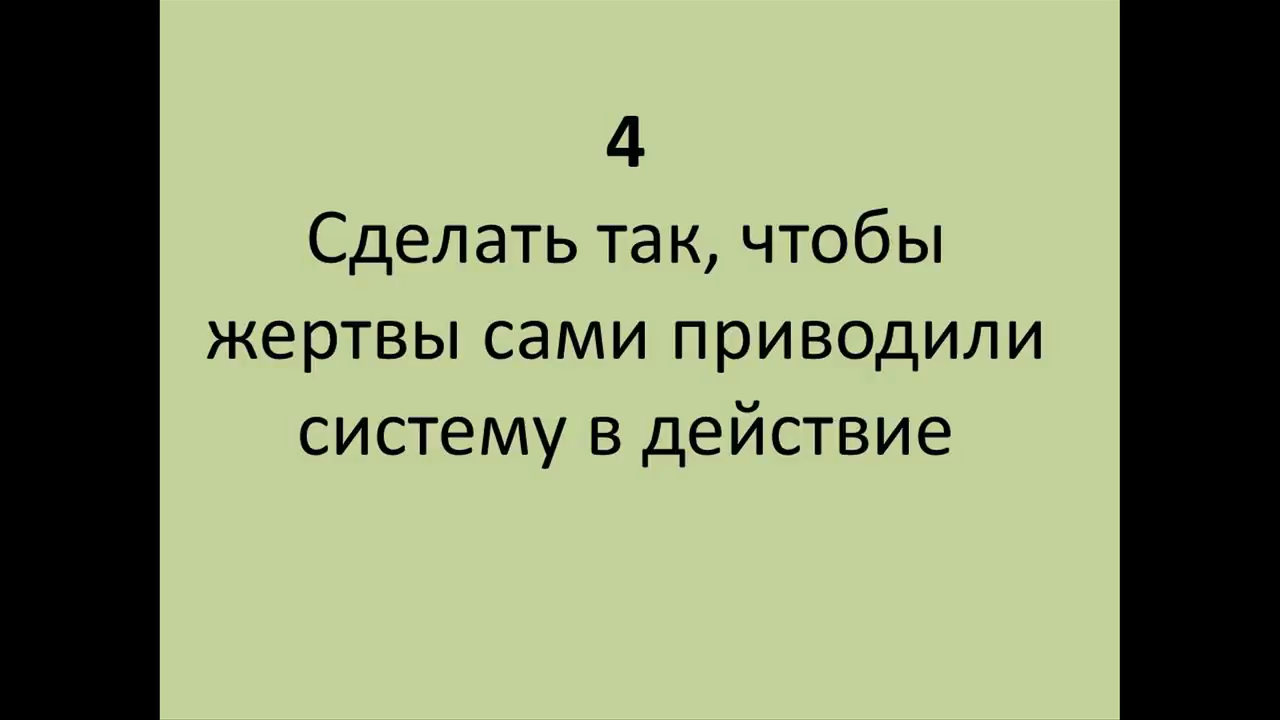 4
Сделать так, чтобы
жертвы сами приводили
систему в действие